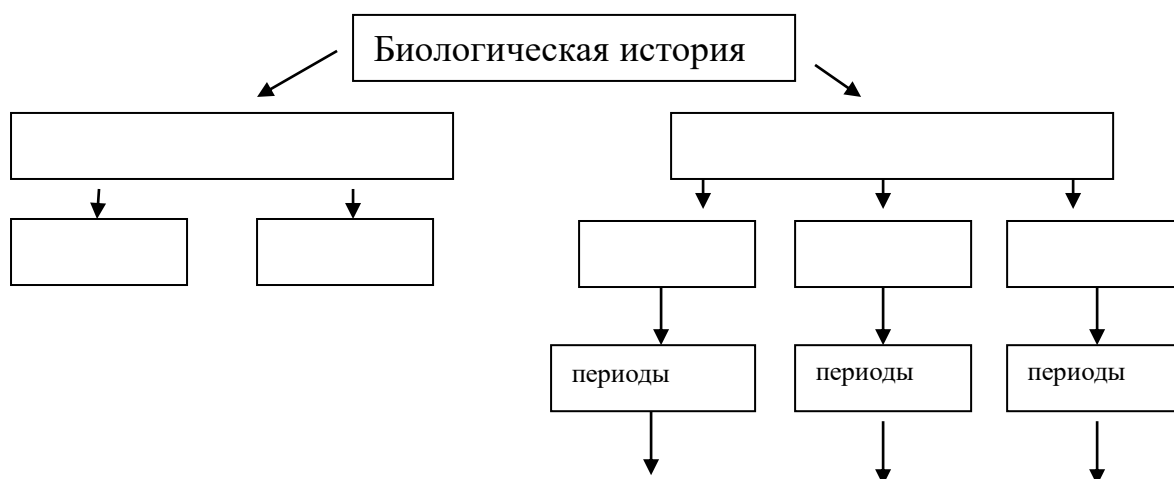 Биологическая история
периоды
периоды
периоды